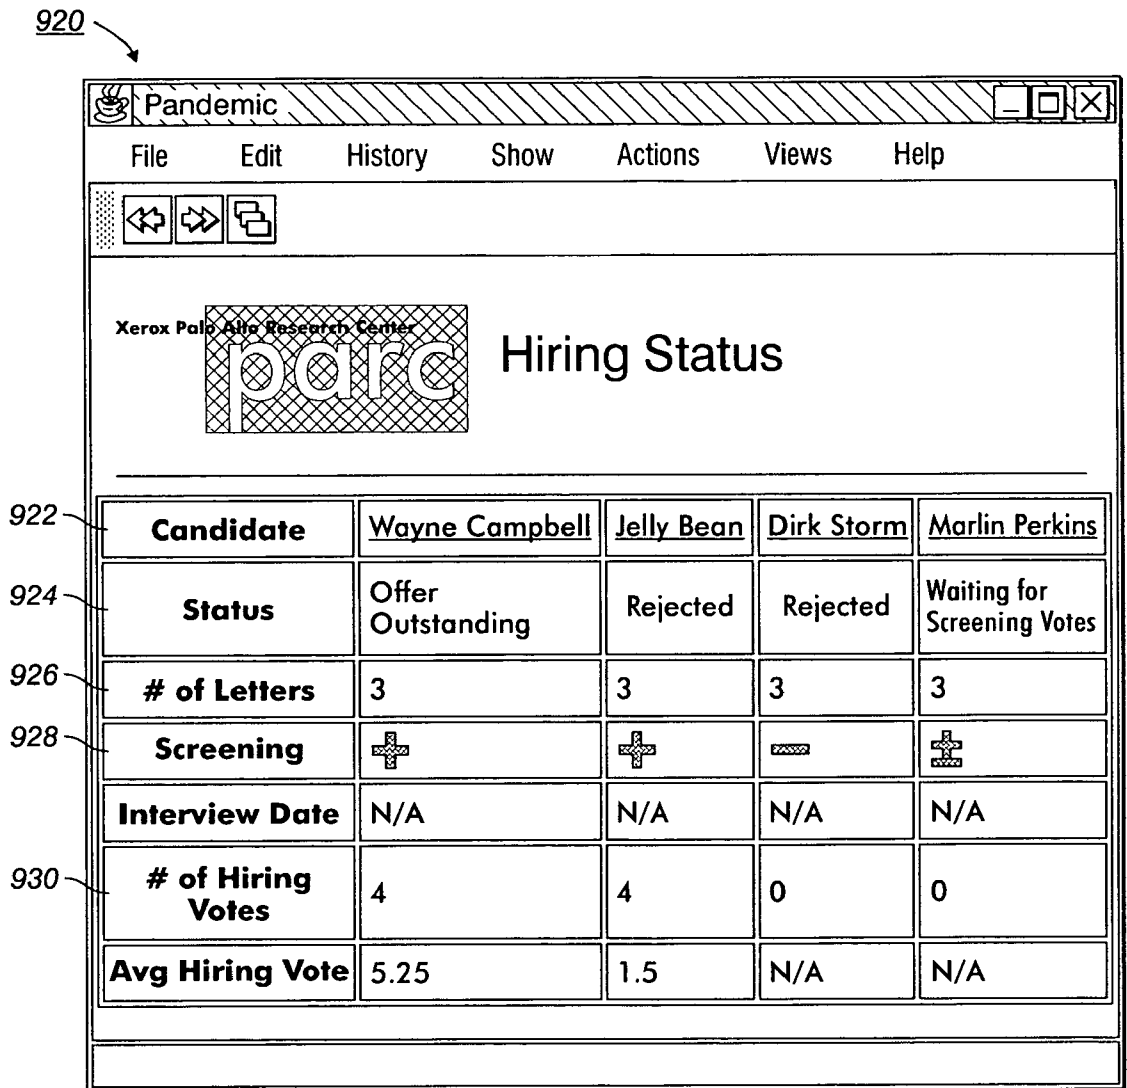 920
Pandemic
File Edit History Show Actions Views Help
Xerox Palo Alto Research Center
parc
Hiring Status
922 Candidate Wayne Campbell Jelly Bean Dirk Storm Marlin Perkins
924 Status Offer Outstanding Rejected Rejected Waiting for Screening Votes
926 # of Letters 3 3 3 3
928 Screening + + - ±
Interview Date N/A N/A N/A N/A
930 # of Hiring Votes 4 4 0 0
Avg Hiring Vote 5.25 1.5 N/A N/A